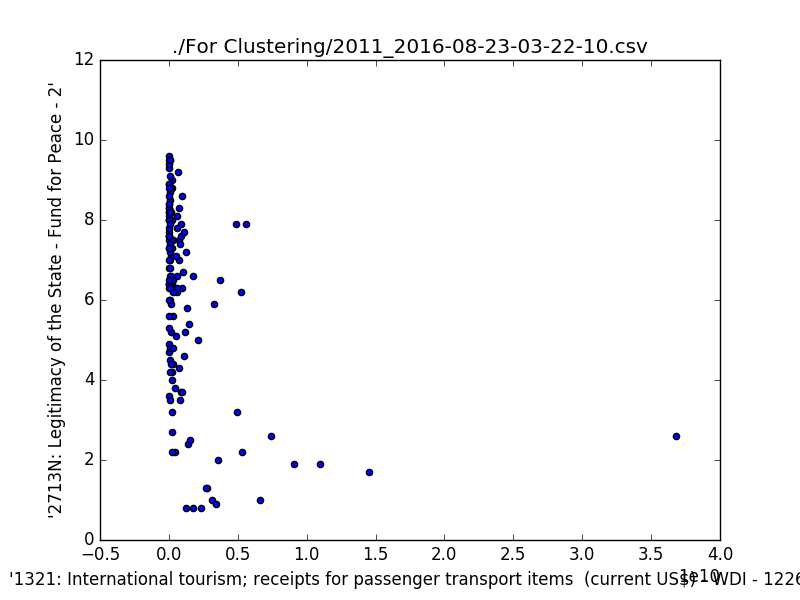 ./For Clustering/2011_2016-08-23-03-22-10.csv
'2713N: Legitimacy of the State - Fund for Peace - 2'
12
10
8
6
4
2
0
−0.5 0.0 0.5 1.0 1.5 2.0 2.5 3.0 3.5 4.0
1e10
'1321: International tourism; receipts for passenger transport items (current US$) - WDI - 1226